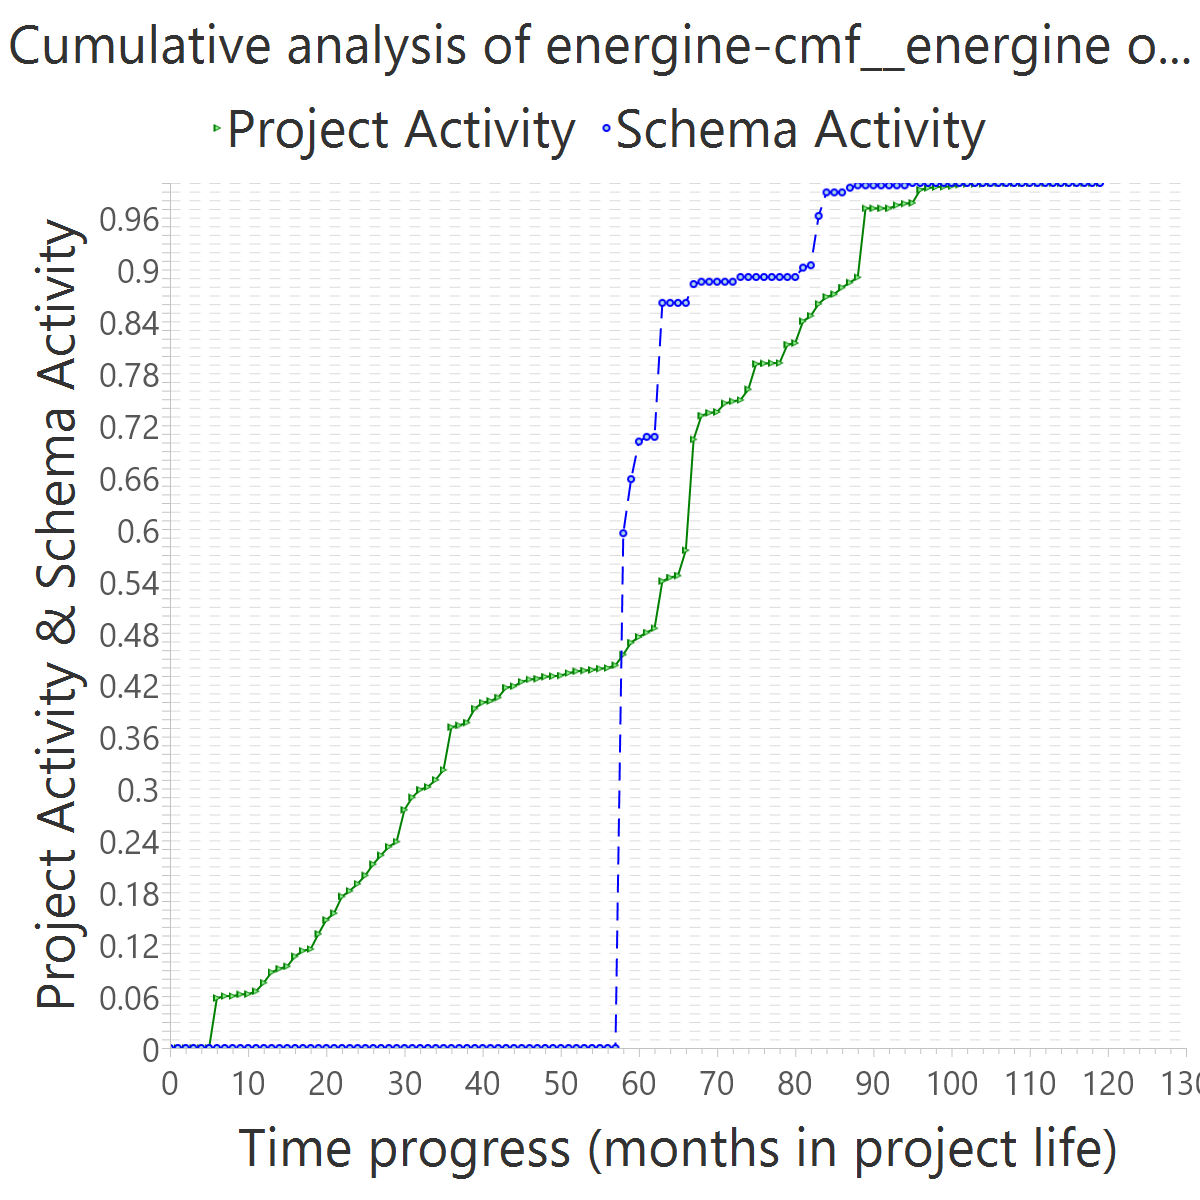 Cumulative analysis of energine-cmf__energine o...
Project Activity
Schema Activity
Project Activity & Schema Activity
0.96
0.9
0.84
0.78
0.72
0.66
0.6
0.54
0.48
0.42
0.36
0.3
0.24
0.18
0.12
0.06
0
0 10 20 30 40 50 60 70 80 90 100 110 120 130
Time progress (months in project life)